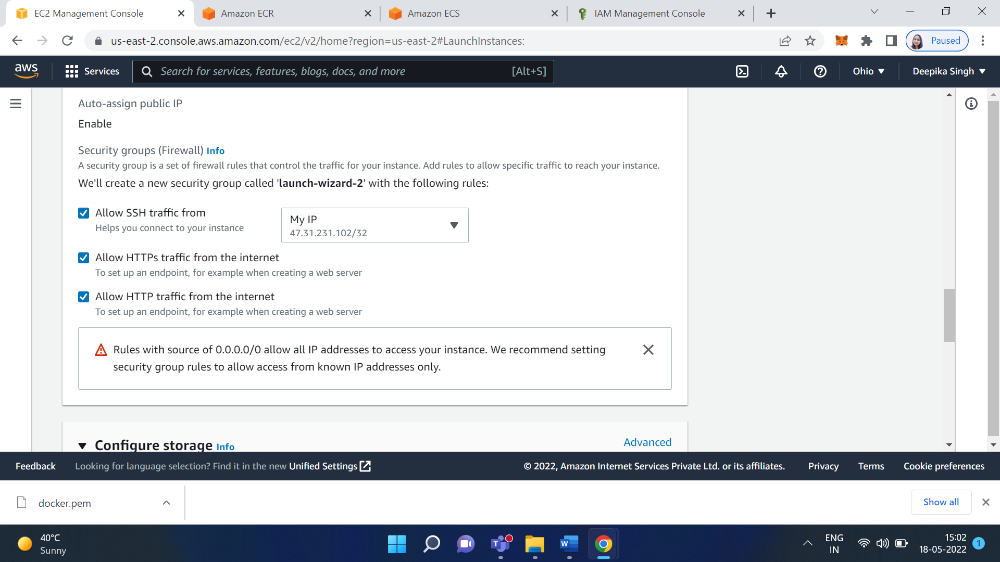 EC2 Management Console
Amazon ECR
Amazon ECS
IAM Management Console
us-east-2.console.aws.amazon.com/ec2/v2/home?region=us-east-2#LaunchInstances:
Paused
aws
Services
Search for services, features, blogs, docs, and more
[Alt+S]
Ohio
Deepika Singh
Auto-assign public IP
Enable
Security groups (Firewall) Info
A security group is a set of firewall rules that control the traffic for your instance. Add rules to allow specific traffic to reach your instance.
We'll create a new security group called 'launch-wizard-2' with the following rules:
Allow SSH traffic from
Helps you connect to your instance
My IP
47.31.231.102/32
Allow HTTPs traffic from the internet
To set up an endpoint, for example when creating a web server
Allow HTTP traffic from the internet
To set up an endpoint, for example when creating a web server
Rules with source of 0.0.0.0/0 allow all IP addresses to access your instance. We recommend setting
security group rules to allow access from known IP addresses only.
Configure storage Info
Advanced
Feedback
Looking for language selection? Find it in the new Unified Settings
© 2022, Amazon Internet Services Private Ltd. or its affiliates.
Privacy
Terms
Cookie preferences
docker.pem
Show all
40°C
Sunny
ENG
IN
15:02
18-05-2022
1